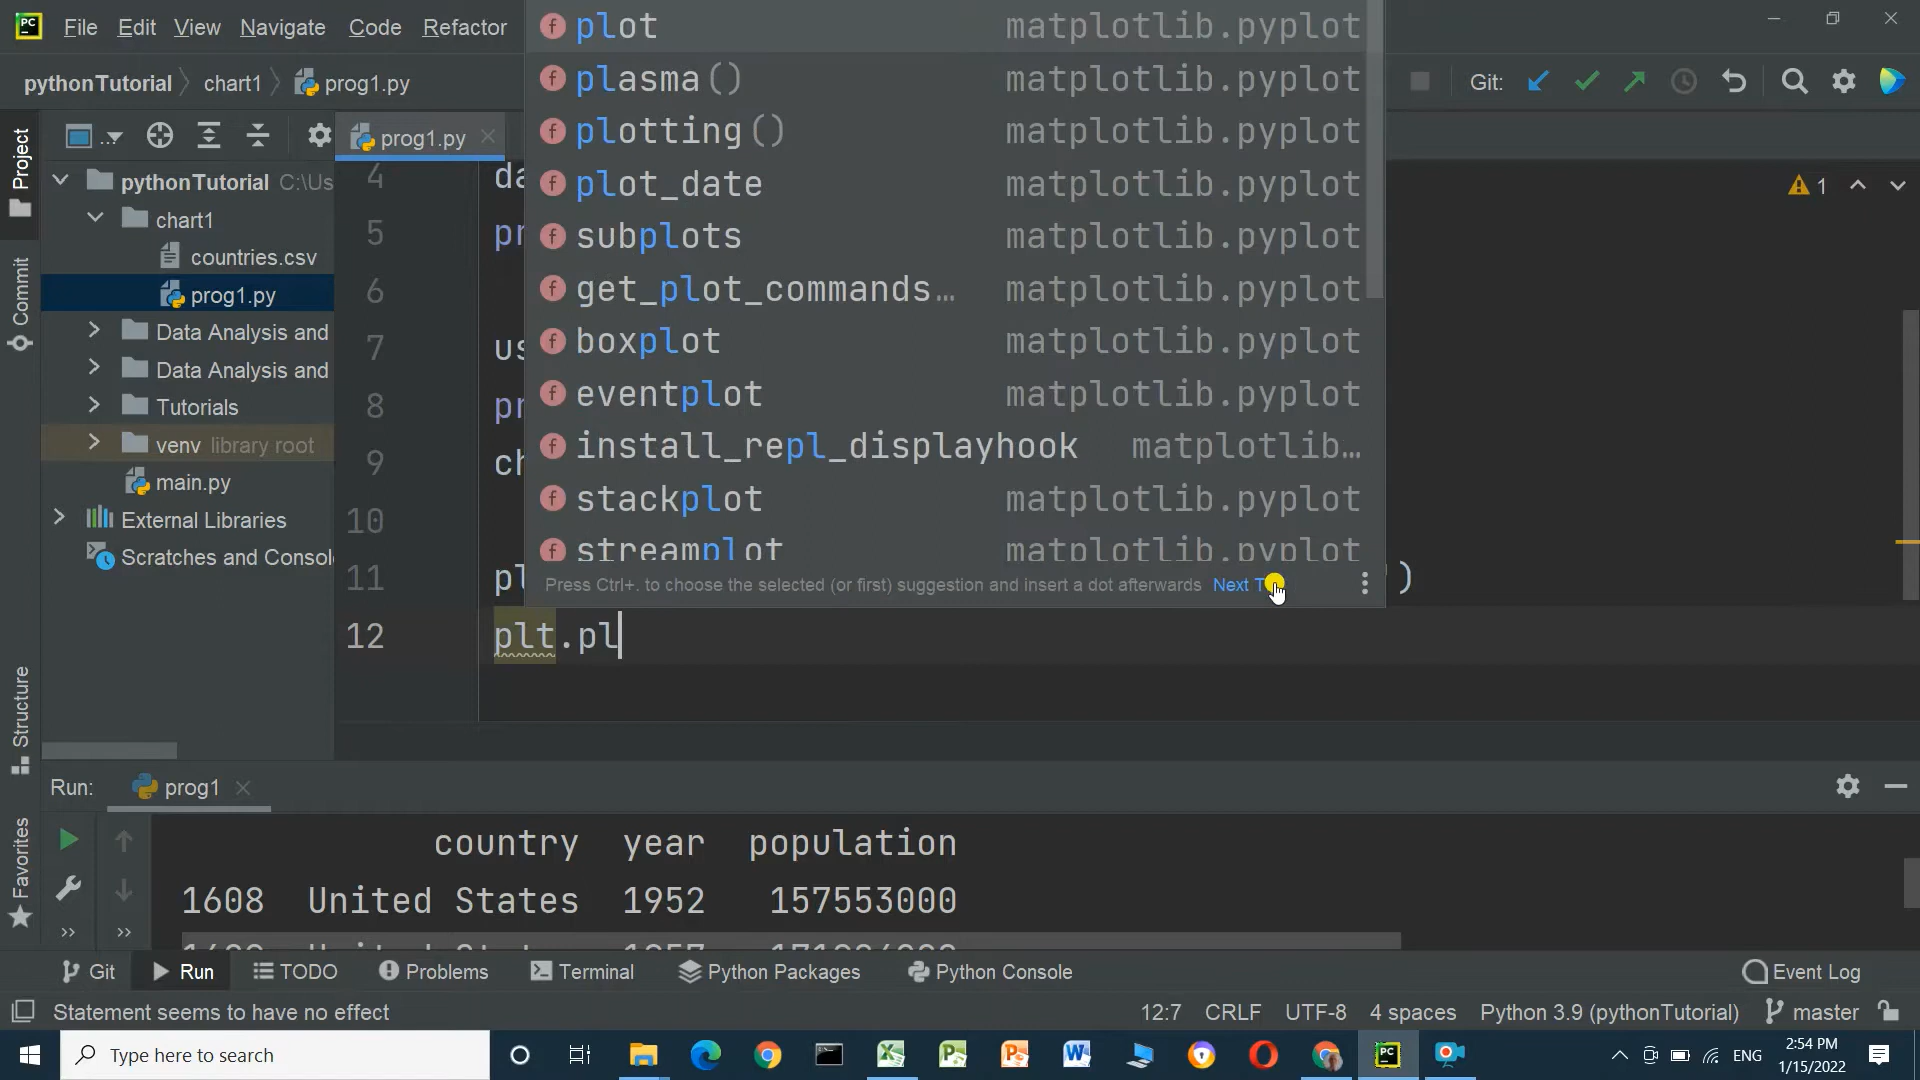 PC File Edit View Navigate Code Refactor
pythonTutorial chart1 prog1.py
Git:
prog1.py
Project
Commit
Structure
Favorites
pythonTutorial C:\Us
chart1
countries.csv
prog1.py
Data Analysis and
Data Analysis and
Tutorials
venv library root
main.py
External Libraries
Scratches and Consol
plot matplotlib.pyplot
plasma() matplotlib.pyplot
plotting() matplotlib.pyplot
plot_date matplotlib.pyplot
subplots matplotlib.pyplot
get_plot_commands… matplotlib.pyplot
boxplot matplotlib.pyplot
eventplot matplotlib.pyplot
install_repl_displayhook matplotlib…
stackplot matplotlib.pyplot
streamplot matplotlib.pyplot
Press Ctrl+. to choose the selected (or first) suggestion and insert a dot afterwards Next
1
4 da
5 pr
6
7 us
8 pr
9 ch
10
11 pl ')
12 plt.pl
Run: prog1
country year population
1608 United States 1952 157553000
Git Run TODO Problems Terminal Python Packages Python Console Event Log
Statement seems to have no effect 12:7 CRLF UTF-8 4 spaces Python 3.9 (pythonTutorial) master
Type here to search ENG 2:54 PM
1/15/2022